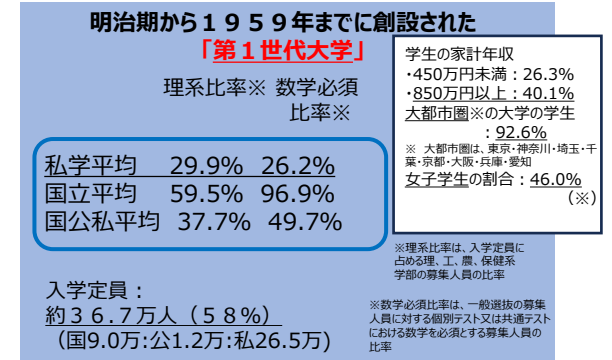 明治期から１９５９年までに創設された
「第１世代大学」
理系比率※ 数学必須
比率※
私学平均 29.9% 26.2%
国立平均 59.5% 96.9%
国公私平均 37.7% 49.7%
入学定員：
約３６.７万人（５８％）
（国9.0万:公1.2万:私26.5万）
学生の家計年収
・450万円未満：26.3%
・850万円以上：40.1%
大都市圏※の大学の学生
：92.6%
※ 大都市圏は、東京・神奈川・埼玉・千
葉・京都・大阪・兵庫・愛知
女子学生の割合：46.0%
（※）
※理系比率は、入学定員に
占める理、工、農、保健系
学部の募集人員の比率
※数学必須比率は、一般選抜の募集
人員に対する個別テスト又は共通テスト
における数学を必須とする募集人員の
比率